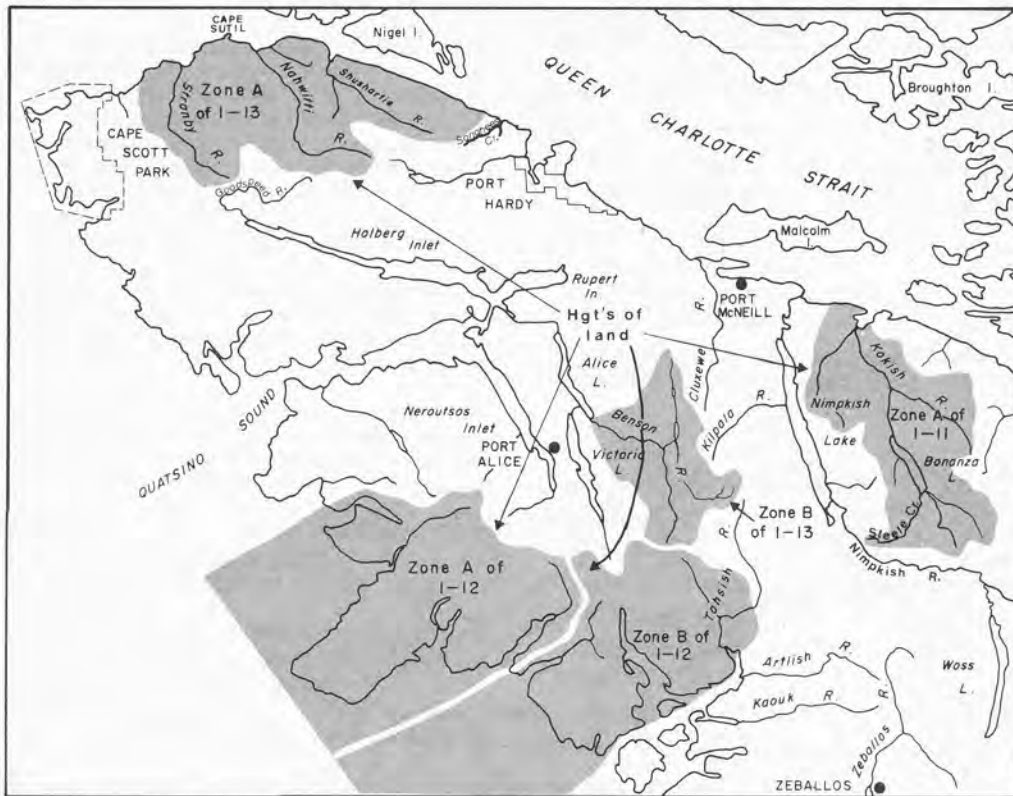 CAPE
SUTIL
Nigel I.
QUEEN
CHARLOTTE
STRAIT
Broughton I.
Zone A
of 1-13
Stranby
R.
Nahwitti
R.
Shushartie
R.
Cr.
CAPE
SCOTT
PARK
Goodspeed R.
PORT
HARDY
Holberg
Inlet
Rupert
In.
Malcolm
I.
PORT
McNEILL
Hgt's of
land
Alice
L.
Cluxewe
R.
Kokish
R.
Nimpkish
Lake
Zone A of
1-11
Bonanza
L.
Neroutsos
Inlet
PORT
ALICE
Benson
R
Victoria
L.
Kilpala
R.
QUATSINO
SOUND
Zone B
of 1-13
Steele Cr.
Nimpkish R.
Zone A of
1-12
Zone B of
1-12
Tahsish
R.
Artlish R.
Kaouk R.
Woss
L.
Zeballos
R.
ZEBALLOS